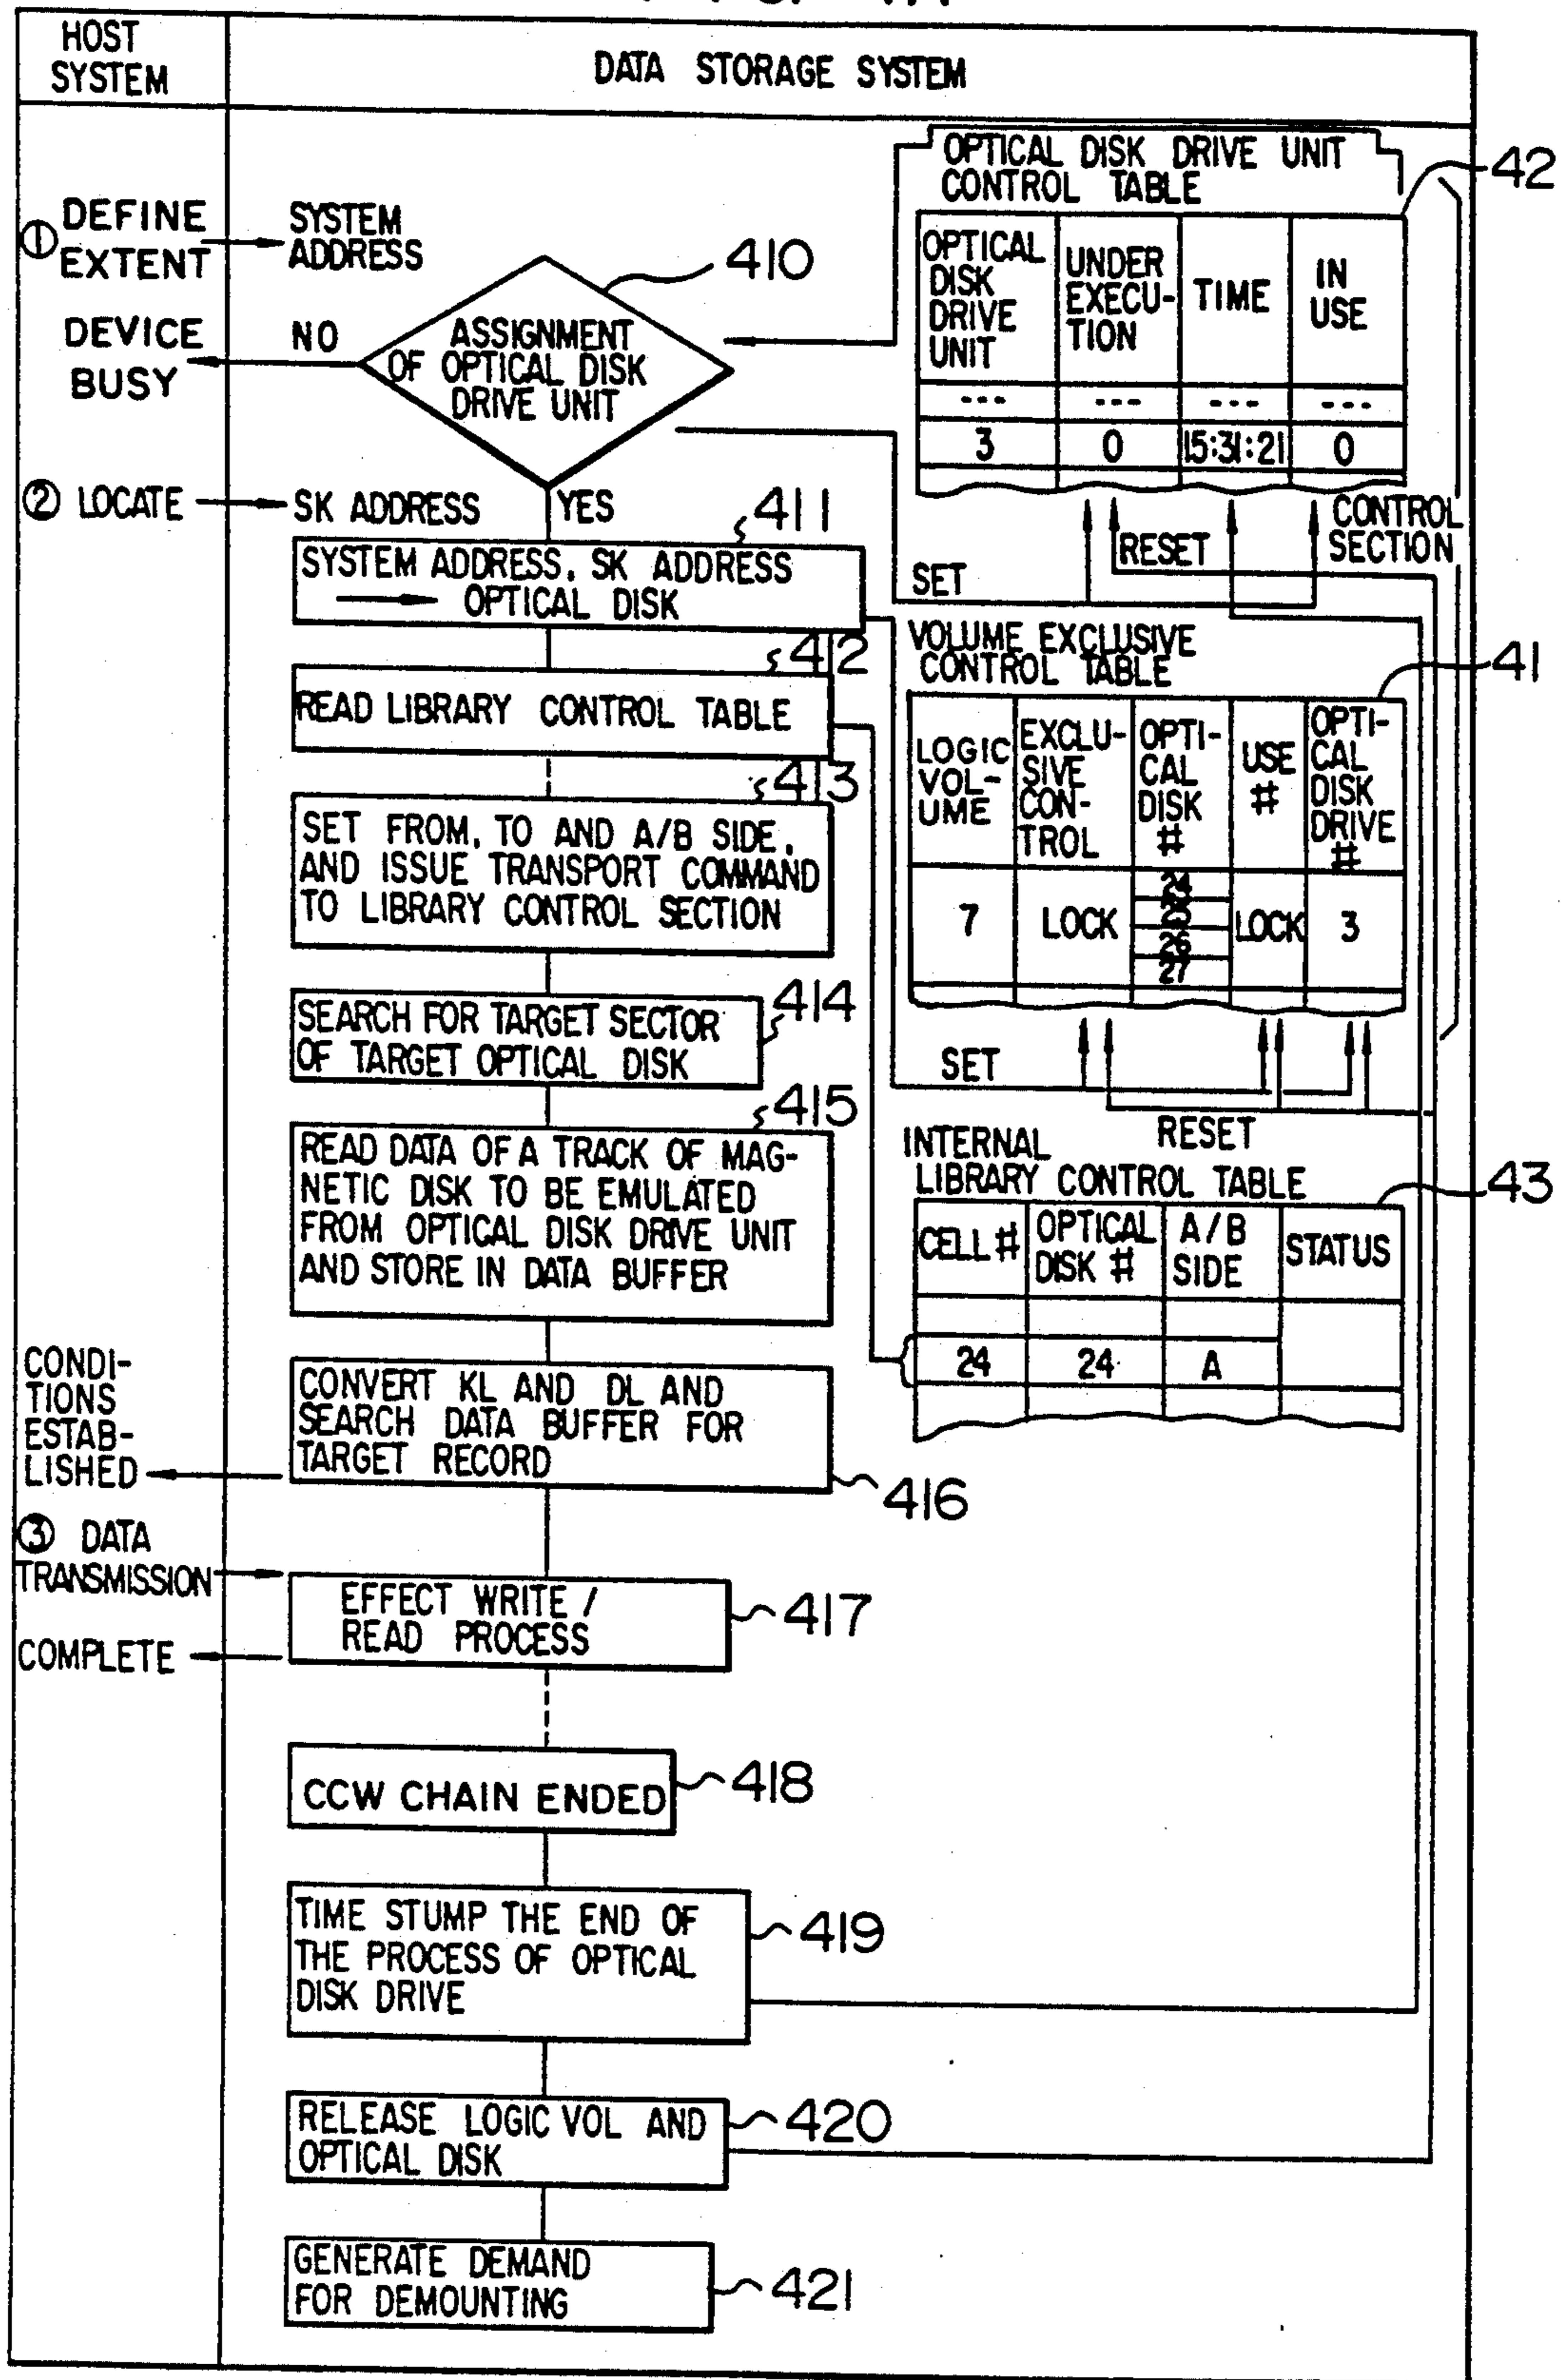 HOST
SYSTEM
DATA STORAGE SYSTEM
① DEFINE
EXTENT
SYSTEM
ADDRESS
410
DEVICE
BUSY
NO
ASSIGNMENT
OF OPTICAL DISK
DRIVE UNIT
② LOCATE
SK ADDRESS
YES
411
SYSTEM ADDRESS, SK ADDRESS
OPTICAL DISK
412
READ LIBRARY CONTROL TABLE
413
SET FROM, TO AND A/B SIDE,
AND ISSUE TRANSPORT COMMAND
TO LIBRARY CONTROL SECTION
414
SEARCH FOR TARGET SECTOR
OF TARGET OPTICAL DISK
415
READ DATA OF A TRACK OF MAG-
NETIC DISK TO BE EMULATED
FROM OPTICAL DISK DRIVE UNIT
AND STORE IN DATA BUFFER
CONDI-
TIONS
ESTAB-
LISHED
CONVERT KL AND DL AND
SEARCH DATA BUFFER FOR
TARGET RECORD
416
③ DATA
TRANSMISSION
EFFECT WRITE /
READ PROCESS
417
COMPLETE
CCW CHAIN ENDED
418
TIME STUMP THE END OF
THE PROCESS OF OPTICAL
DISK DRIVE
419
RELEASE LOGIC VOL AND
OPTICAL DISK
420
GENERATE DEMAND
FOR DEMOUNTING
421
OPTICAL DISK DRIVE UNIT
CONTROL TABLE
42
OPTICAL
DISK
DRIVE
UNIT
UNDER
EXECU-
TION
TIME
IN
USE
--- --- --- ---
3 0 15:31:21 0
CONTROL
SECTION
RESET
SET
VOLUME EXCLUSIVE
CONTROL TABLE
41
LOGIC
VOL-
UME
EXCLU-
SIVE
CON-
TROL
OPTI-
CAL
DISK
#
USE
#
OPTI-
CAL
DISK
DRIVE
#
7
LOCK
24
25
26
27
LOCK
3
SET
RESET
INTERNAL
LIBRARY CONTROL TABLE
43
CELL #
OPTICAL
DISK #
A/B
SIDE
STATUS
24 24 A